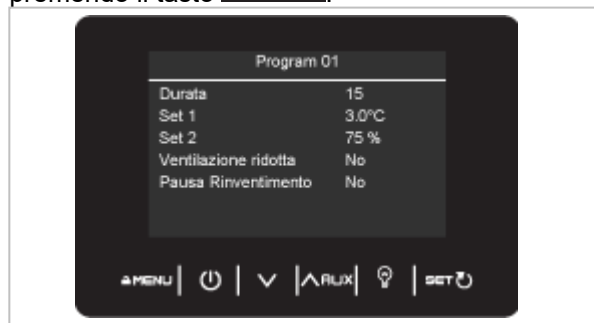 premendo il tasto
Program 01
Durata 15
Set 1 3.0°C
Set 2 75 %
Ventilazione ridotta No
Pausa Rinventimento No
MENU AUX SET